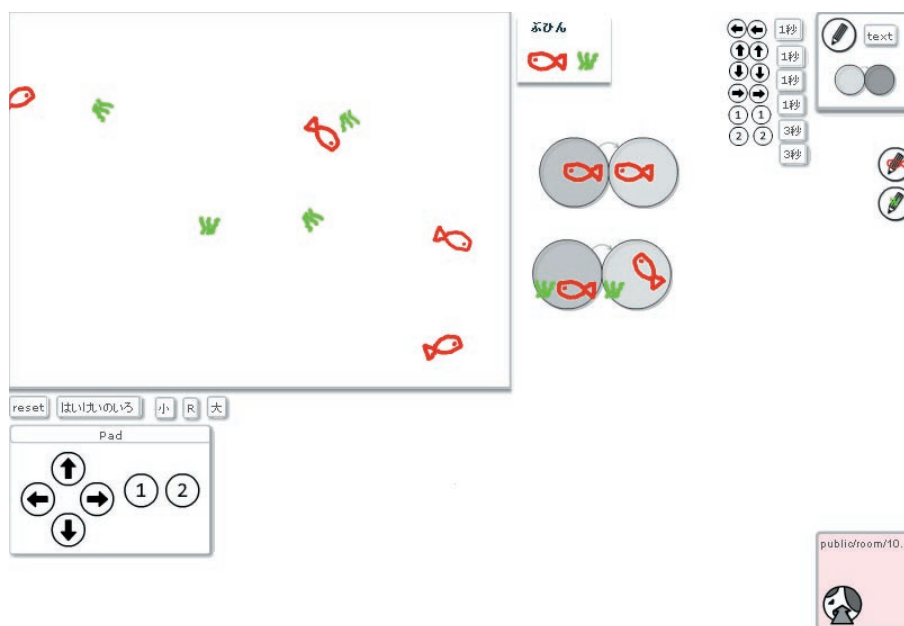 ぶひん
1秒
1秒
1秒
1秒
3秒
3秒
1 1
2 2
text
reset はいけいのいろ 小 R 大
Pad
1 2
public/room/10.